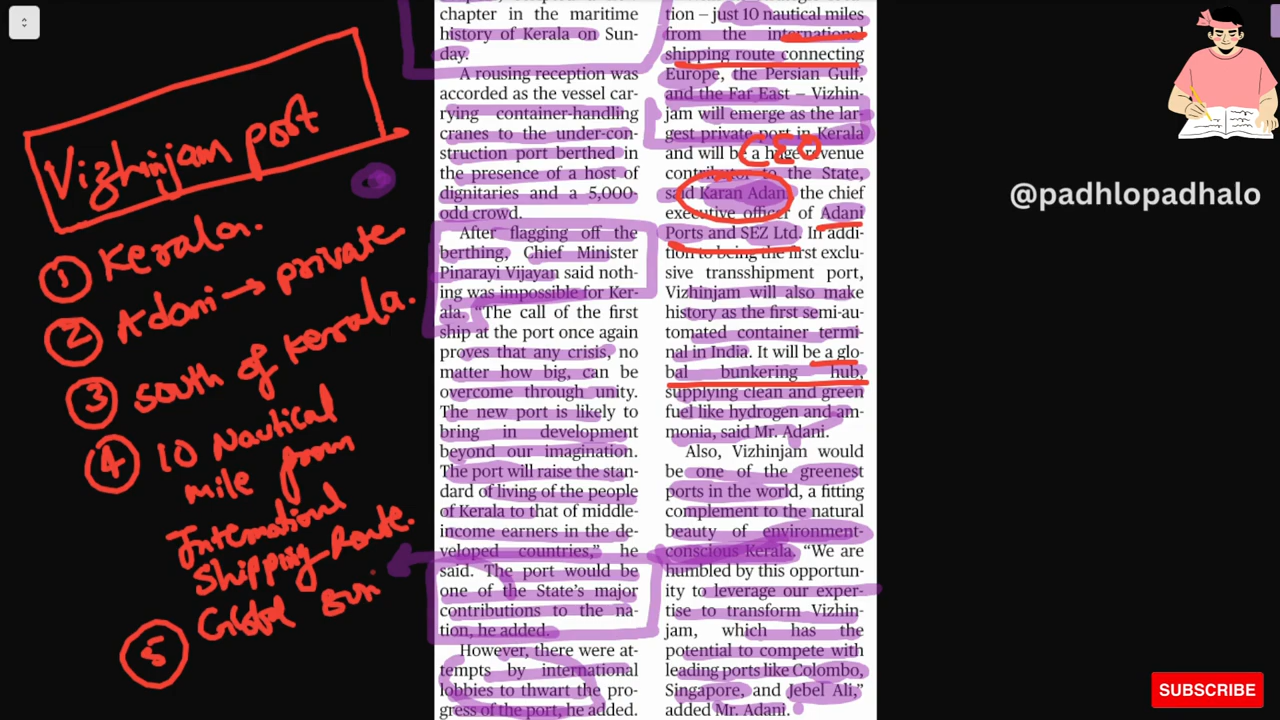 Vizhinjam port
1 Kerala.
2 Adani → private
3 South of Kerala.
4 10 Nautical
mile from
International
Shipping Route.
5
chapter in the maritime
history of Kerala on Sun-
day.
A rousing reception was
accorded as the vessel car-
rying container-handling
cranes to the under-con-
struction port berthed in
the presence of a host of
dignitaries and a 5,000-
odd crowd.
After flagging off the
berthing, Chief Minister
Pinarayi Vijayan said noth-
ing was impossible for Ker-
ala. “The call of the first
ship at the port once again
proves that any crisis, no
matter how big, can be
overcome through unity.
The new port is likely to
bring in development
beyond our imagination.
The port will raise the stan-
dard of living of the people
of Kerala to that of middle-
income earners in the de-
veloped countries,” he
said. The port would be
one of the State’s major
contributions to the na-
tion, he added.
However, there were at-
tempts by international
lobbies to thwart the pro-
gress of the port, he added.
tion – just 10 nautical miles
from the international
shipping route connecting
Europe, the Persian Gulf,
and the Far East – Vizhin-
jam will emerge as the lar-
gest private port in Kerala
CEO
and will be a huge revenue
contributor to the State,
said Karan Adani, the chief
executive officer of Adani
Ports and SEZ Ltd. In addi-
tion to being the first exclu-
sive transshipment port,
Vizhinjam will also make
history as the first semi-au-
tomated container termi-
nal in India. It will be a glo-
bal bunkering hub,
supplying clean and green
fuel like hydrogen and am-
monia, said Mr. Adani.
Also, Vizhinjam would
be one of the greenest
ports in the world, a fitting
complement to the natural
beauty of environment-
conscious Kerala. “We are
humbled by this opportun-
ity to leverage our exper-
tise to transform Vizhin-
jam, which has the
potential to compete with
leading ports like Colombo,
Singapore, and Jebel Ali,”
added Mr. Adani.
@padhlopadhalo
SUBSCRIBE